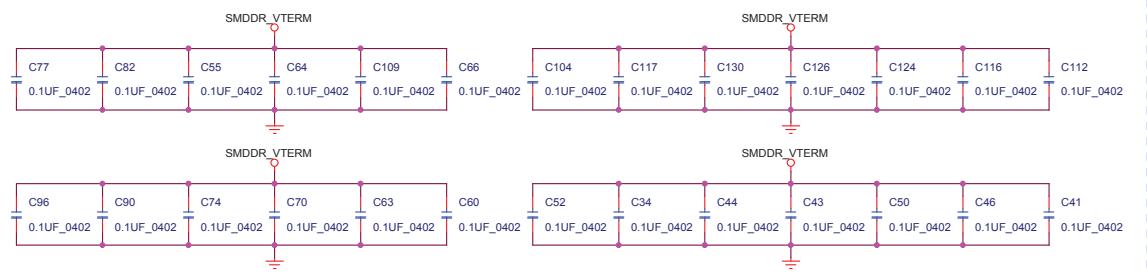 SMDDR_VTERM SMDDR_VTERM
C77 C82 C55 C64 C109 C66 C104 C117 C130 C126 C124 C116 C112
0.1UF_0402 0.1UF_0402 0.1UF_0402 0.1UF_0402 0.1UF_0402 0.1UF_0402 0.1UF_0402 0.1UF_0402 0.1UF_0402 0.1UF_0402 0.1UF_0402 0.1UF_0402 0.1UF_0402
SMDDR_VTERM SMDDR_VTERM
C96 C90 C74 C70 C63 C60 C52 C34 C44 C43 C50 C46 C41
0.1UF_0402 0.1UF_0402 0.1UF_0402 0.1UF_0402 0.1UF_0402 0.1UF_0402 0.1UF_0402 0.1UF_0402 0.1UF_0402 0.1UF_0402 0.1UF_0402 0.1UF_0402 0.1UF_0402